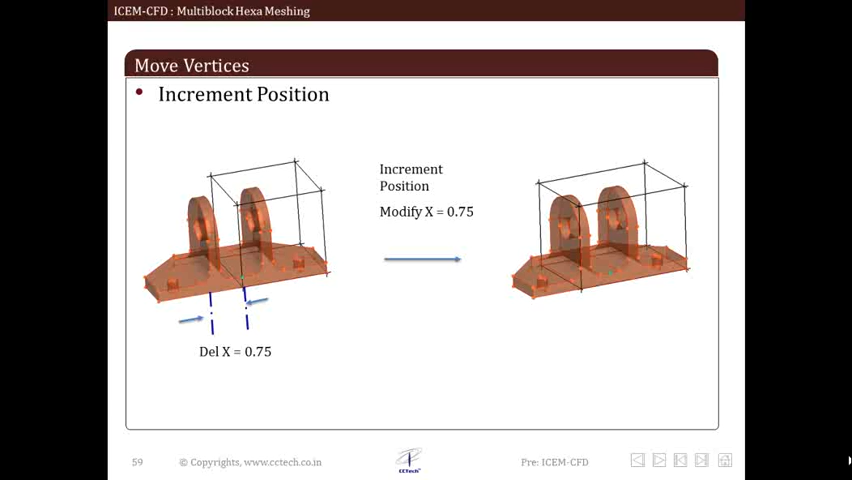 ICEM-CFD : Multiblock Hexa Meshing
Move Vertices
• Increment Position
Increment
Position
Modify X = 0.75
Del X = 0.75
59
© Copyrights, www.cctech.co.in
CCTech
Pre: ICEM-CFD